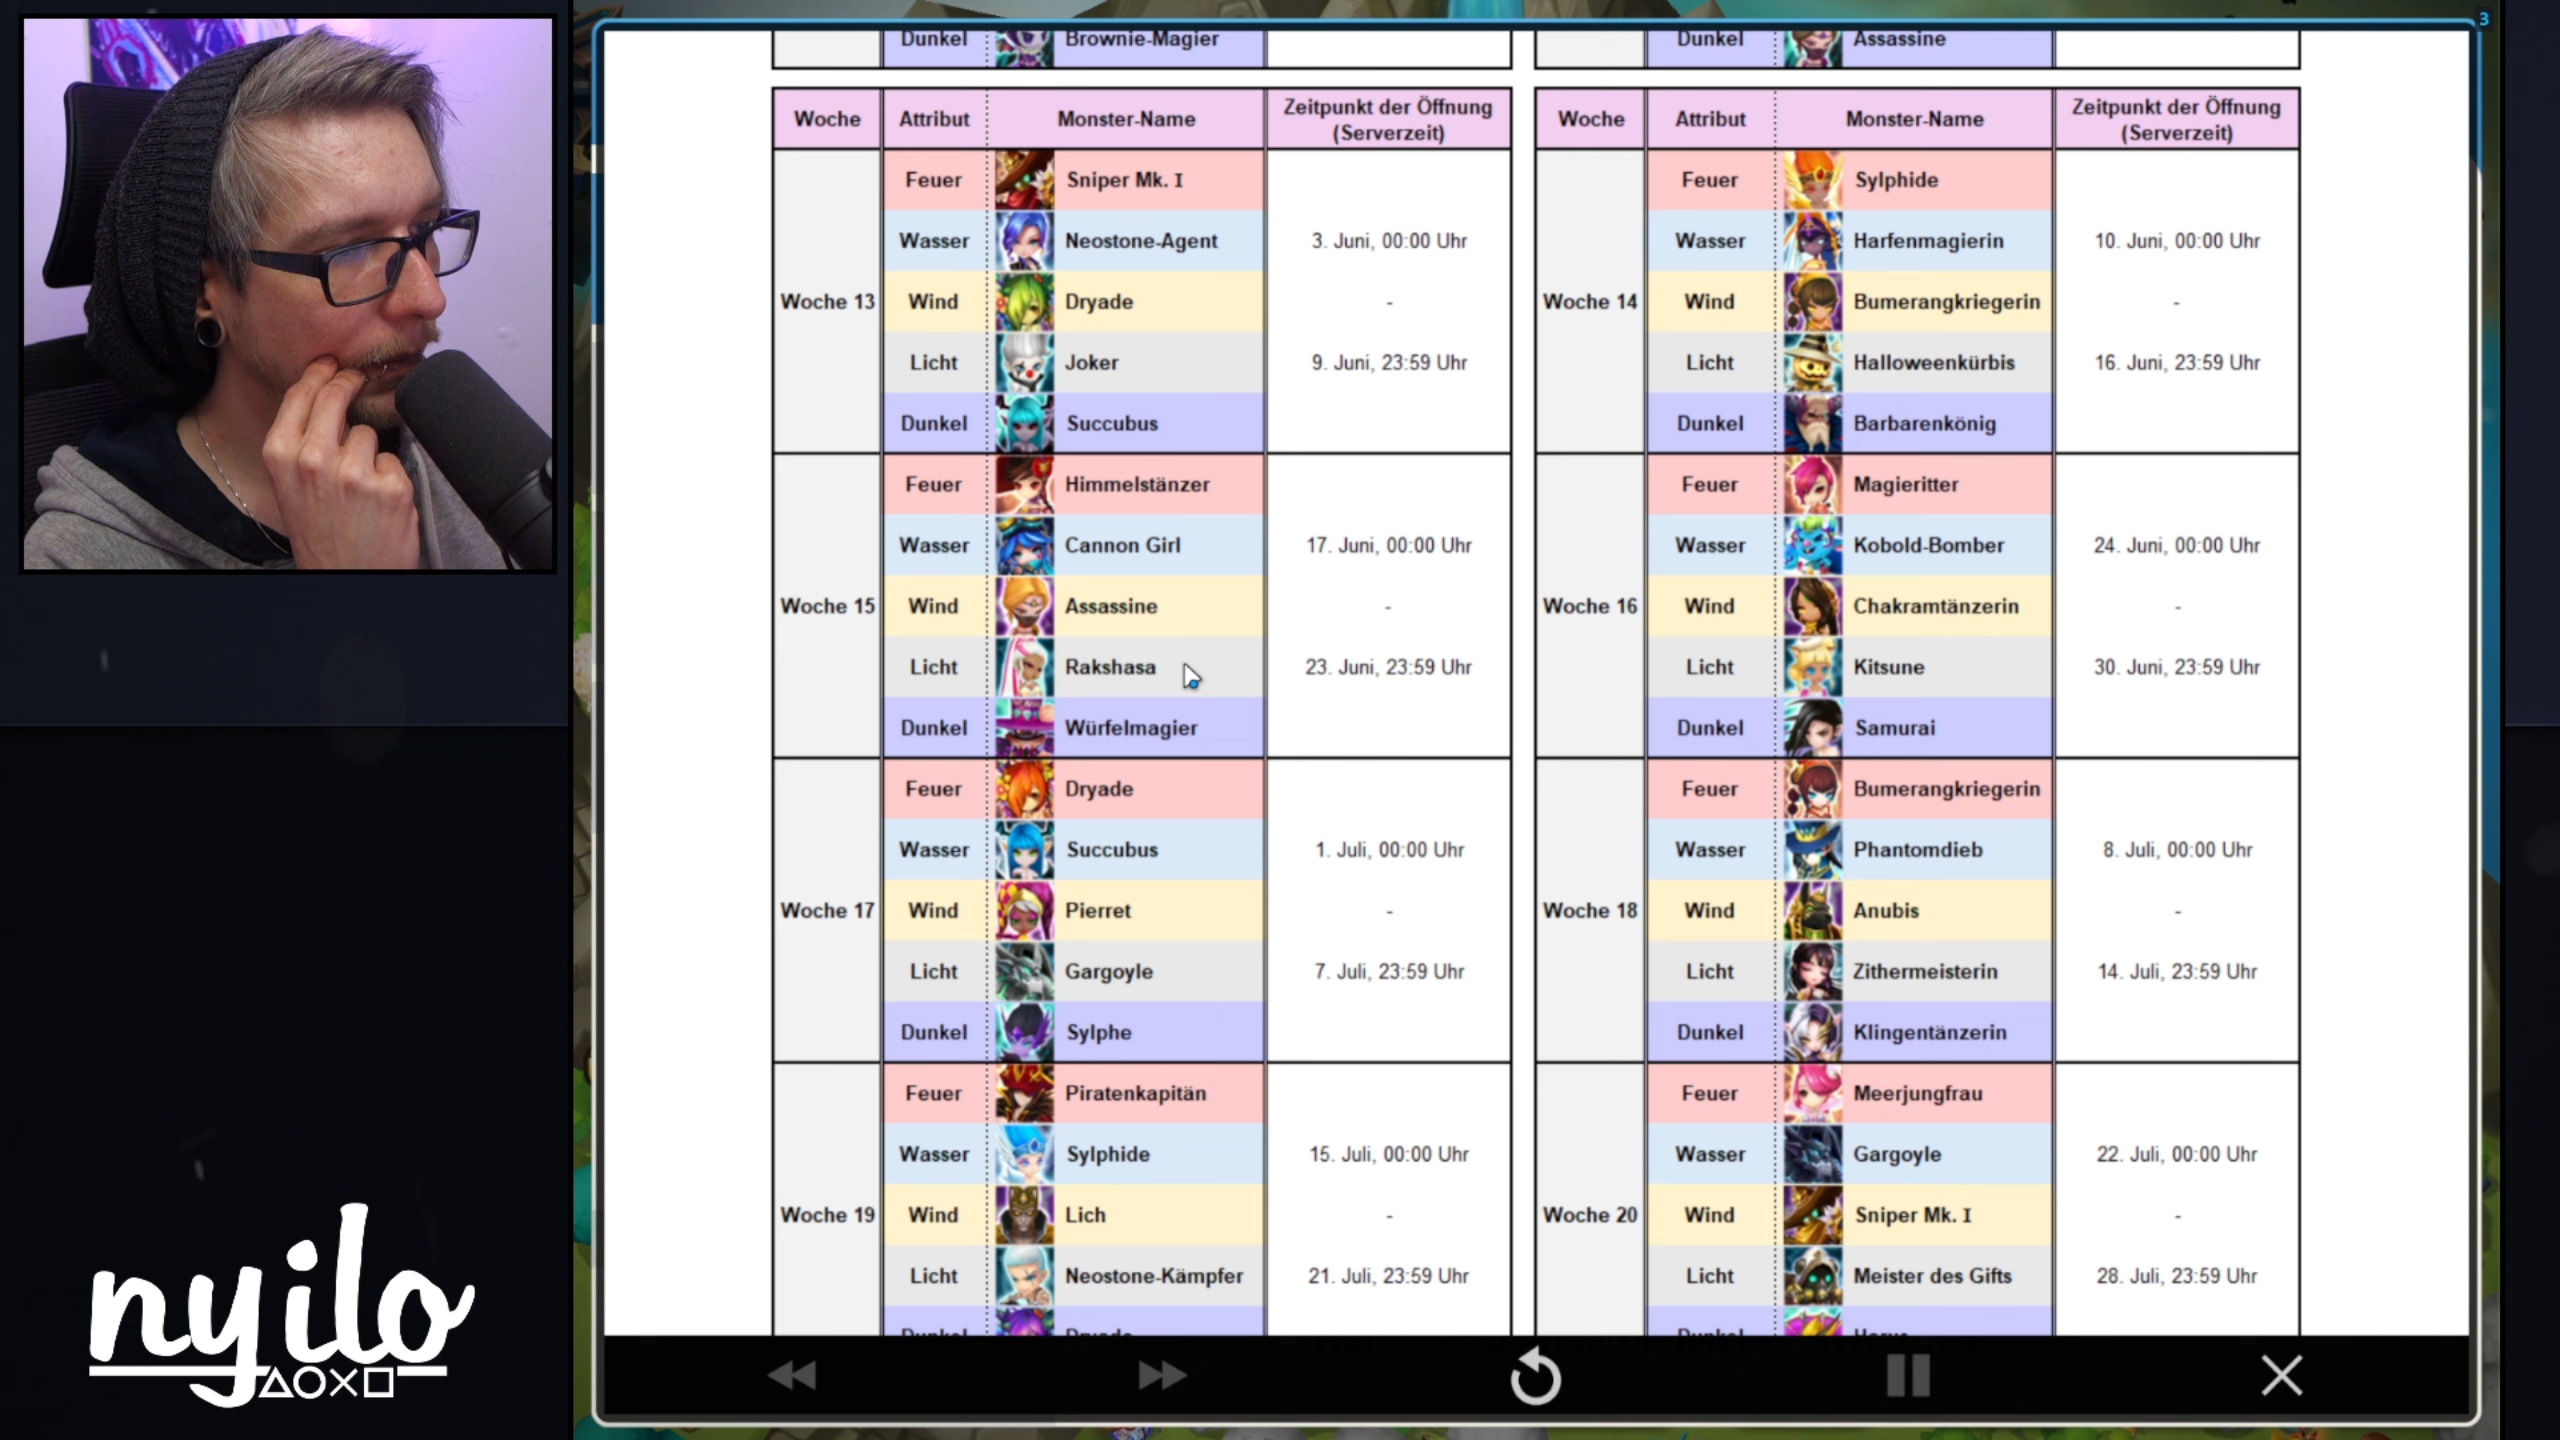 3
Dunkel Brownie-Magier
Dunkel Assassine
Woche Attribut Monster-Name Zeitpunkt der Öffnung (Serverzeit)
Woche 13
Feuer Sniper Mk. I
Wasser Neostone-Agent 3. Juni, 00:00 Uhr
Wind Dryade -
Licht Joker 9. Juni, 23:59 Uhr
Dunkel Succubus
Woche 15
Feuer Himmelstänzer
Wasser Cannon Girl 17. Juni, 00:00 Uhr
Wind Assassine -
Licht Rakshasa 23. Juni, 23:59 Uhr
Dunkel Würfelmagier
Woche 17
Feuer Dryade
Wasser Succubus 1. Juli, 00:00 Uhr
Wind Pierret -
Licht Gargoyle 7. Juli, 23:59 Uhr
Dunkel Sylphe
Woche 19
Feuer Piratenkapitän
Wasser Sylphide 15. Juli, 00:00 Uhr
Wind Lich -
Licht Neostone-Kämpfer 21. Juli, 23:59 Uhr
Woche Attribut Monster-Name Zeitpunkt der Öffnung (Serverzeit)
Woche 14
Feuer Sylphide
Wasser Harfenmagierin 10. Juni, 00:00 Uhr
Wind Bumerangkriegerin -
Licht Halloweenkürbis 16. Juni, 23:59 Uhr
Dunkel Barbarenkönig
Woche 16
Feuer Magieritter
Wasser Kobold-Bomber 24. Juni, 00:00 Uhr
Wind Chakramtänzerin -
Licht Kitsune 30. Juni, 23:59 Uhr
Dunkel Samurai
Woche 18
Feuer Bumerangkriegerin
Wasser Phantomdieb 8. Juli, 00:00 Uhr
Wind Anubis -
Licht Zithermeisterin 14. Juli, 23:59 Uhr
Dunkel Klingentänzerin
Woche 20
Feuer Meerjungfrau
Wasser Gargoyle 22. Juli, 00:00 Uhr
Wind Sniper Mk. I -
Licht Meister des Gifts 28. Juli, 23:59 Uhr
nyilo